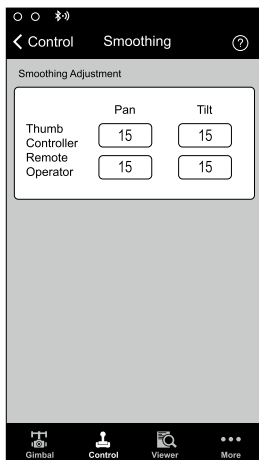 Control Smoothing ?
Smoothing Adjustment
Pan Tilt
Thumb
Controller 15 15
Remote
Operator 15 15
Gimbal Control Viewer More